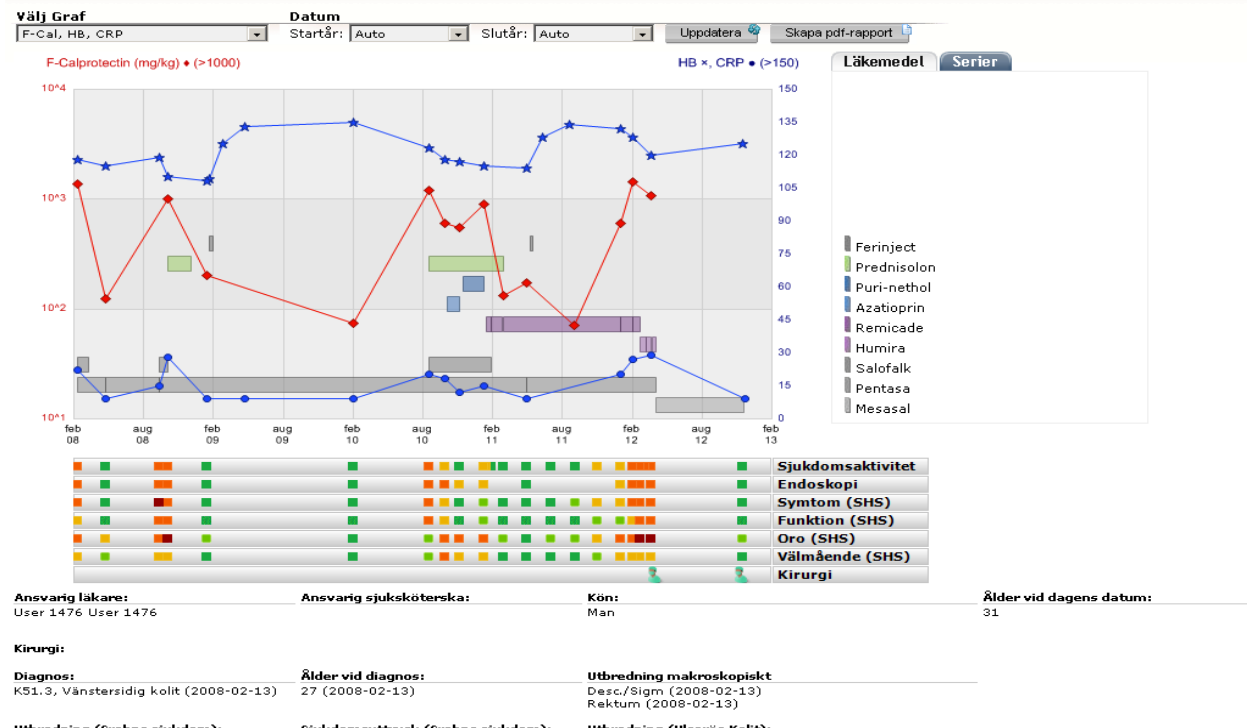 Välj Graf Datum
F-Cal, HB, CRP Startår: Auto Slutår: Auto Uppdatera Skapa pdf-rapport
F-Calprotectin (mg/kg) ♦ (>1000) HB ×, CRP ● (>150) Läkemedel Serier
10^4 150
135
120
10^3 105
90
75
10^2 60
45
30
15
10^1 0
feb 08 aug 08 feb 09 aug 09 feb 10 aug 10 feb 11 aug 11 feb 12 aug 12 feb 13
Ferinject
Prednisolon
Puri-nethol
Azatioprin
Remicade
Humira
Salofalk
Pentasa
Mesasal
Sjukdomsaktivitet
Endoskopi
Symtom (SHS)
Funktion (SHS)
Oro (SHS)
Välmående (SHS)
Kirurgi
Ansvarig läkare: Ansvarig sjuksköterska: Kön: Ålder vid dagens datum:
User 1476 User 1476 Man 31
Kirurgi:
Diagnos: Ålder vid diagnos: Utbredning makroskopiskt
K51.3, Vänstersidig kolit (2008-02-13) 27 (2008-02-13) Desc./Sigm (2008-02-13)
Rektum (2008-02-13)